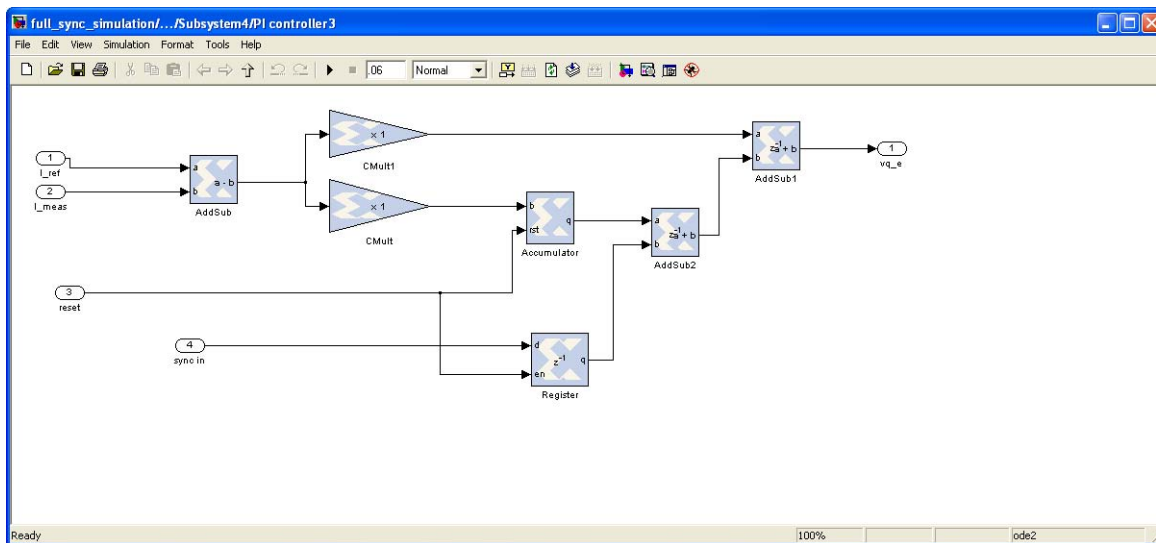 full_sync_simulation/.../Subsystem4/PI controller3
File Edit View Simulation Format Tools Help
.06 Normal
1
I_ref
2
I_meas
a
b
a - b
AddSub
x 1
CMult1
x 1
CMult
b
rst
q
Accumulator
a
b
z-1
a + b
AddSub2
a
b
z-1
a + b
AddSub1
1
vq_e
3
reset
4
sync in
d
en
z-1
q
Register
Ready 100% ode2